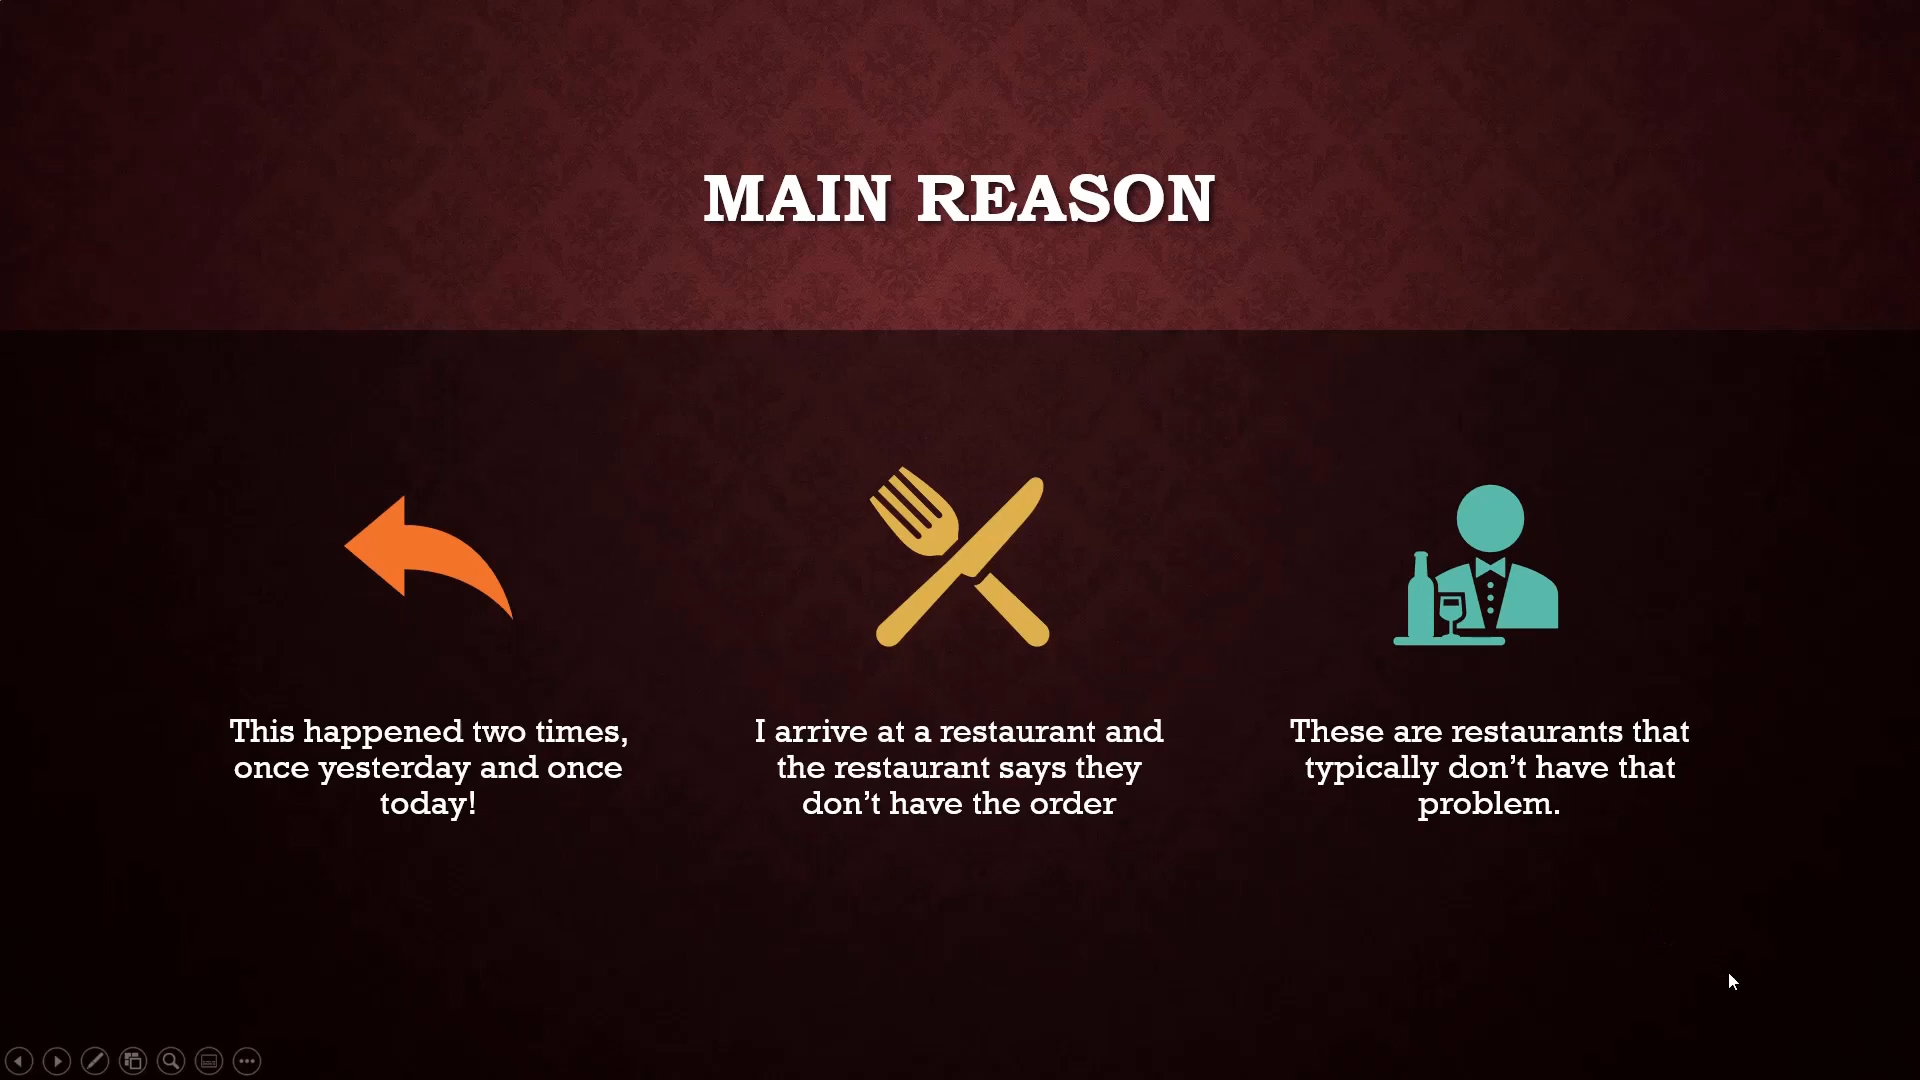 MAIN REASON
This happened two times,
once yesterday and once
today!
I arrive at a restaurant and
the restaurant says they
don’t have the order
These are restaurants that
typically don’t have that
problem.